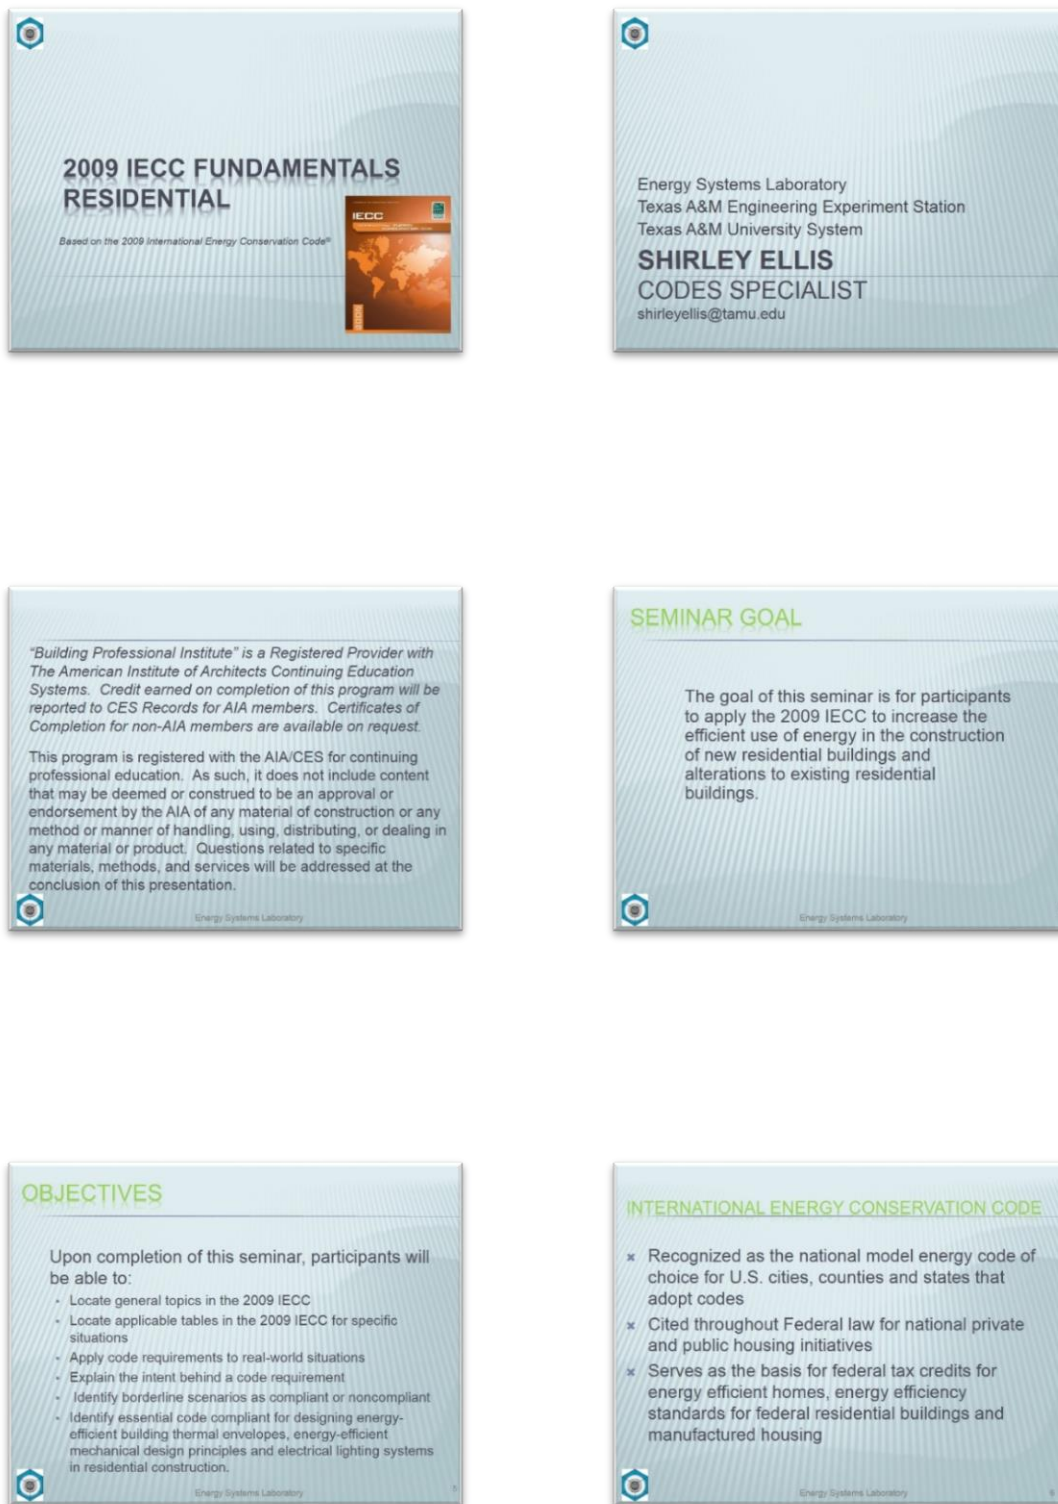 2009 IECC FUNDAMENTALS
RESIDENTIAL
Based on the 2009 International Energy Conservation Code®
IECC
2009
Energy Systems Laboratory
Texas A&M Engineering Experiment Station
Texas A&M University System
SHIRLEY ELLIS
CODES SPECIALIST
shirleyellis@tamu.edu
“Building Professional Institute” is a Registered Provider with
The American Institute of Architects Continuing Education
Systems. Credit earned on completion of this program will be
reported to CES Records for AIA members. Certificates of
Completion for non-AIA members are available on request.
This program is registered with the AIA/CES for continuing
professional education. As such, it does not include content
that may be deemed or construed to be an approval or
endorsement by the AIA of any material of construction or any
method or manner of handling, using, distributing, or dealing in
any material or product. Questions related to specific
materials, methods, and services will be addressed at the
conclusion of this presentation.
Energy Systems Laboratory
SEMINAR GOAL
The goal of this seminar is for participants
to apply the 2009 IECC to increase the
efficient use of energy in the construction
of new residential buildings and
alterations to existing residential
buildings.
Energy Systems Laboratory
OBJECTIVES
Upon completion of this seminar, participants will
be able to:
• Locate general topics in the 2009 IECC
• Locate applicable tables in the 2009 IECC for specific
situations
• Apply code requirements to real-world situations
• Explain the intent behind a code requirement
• Identify borderline scenarios as compliant or noncompliant
• Identify essential code compliant for designing energy-
efficient building thermal envelopes, energy-efficient
mechanical design principles and electrical lighting systems
in residential construction.
Energy Systems Laboratory
5
INTERNATIONAL ENERGY CONSERVATION CODE
× Recognized as the national model energy code of
choice for U.S. cities, counties and states that
adopt codes
× Cited throughout Federal law for national private
and public housing initiatives
× Serves as the basis for federal tax credits for
energy efficient homes, energy efficiency
standards for federal residential buildings and
manufactured housing
Energy Systems Laboratory